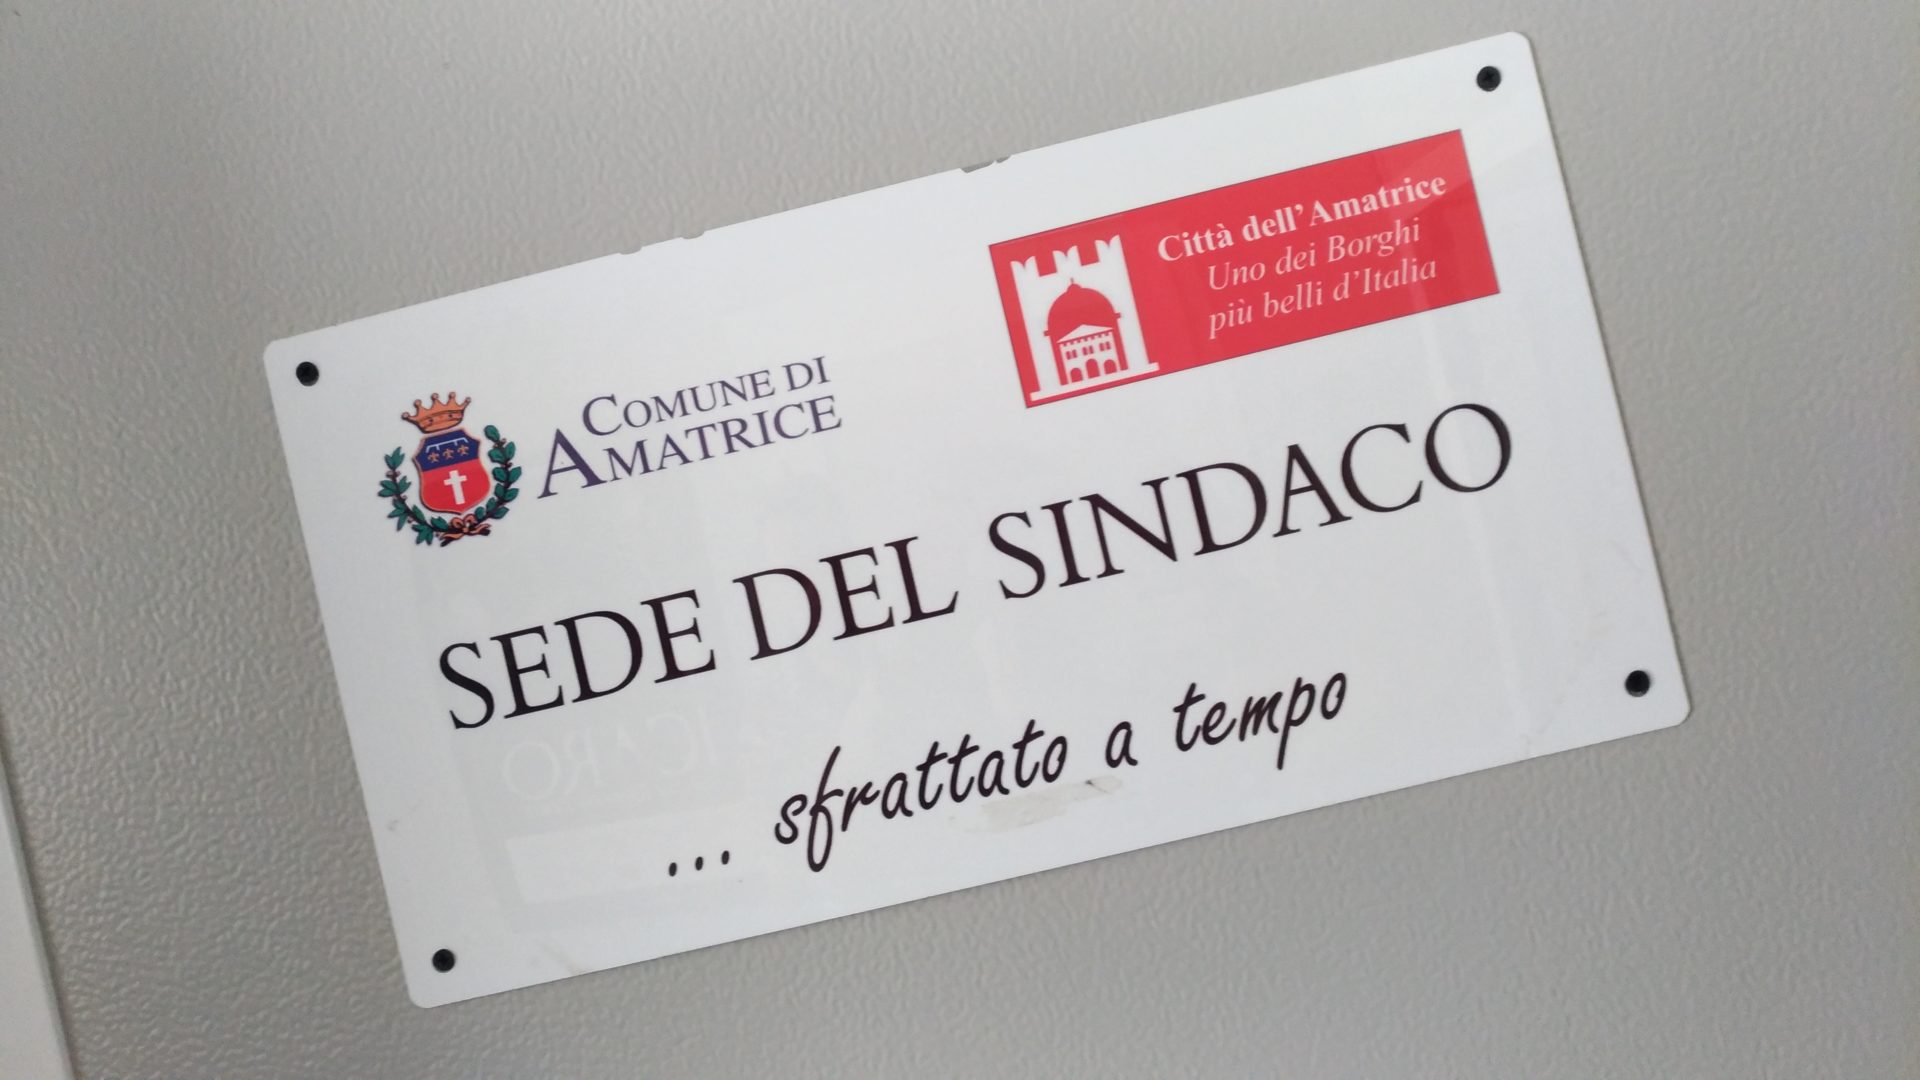 COMUNE DI
AMATRICE
Città dell'Amatrice
Uno dei Borghi
più belli d'Italia
SEDE DEL SINDACO
... sfrattato a tempo